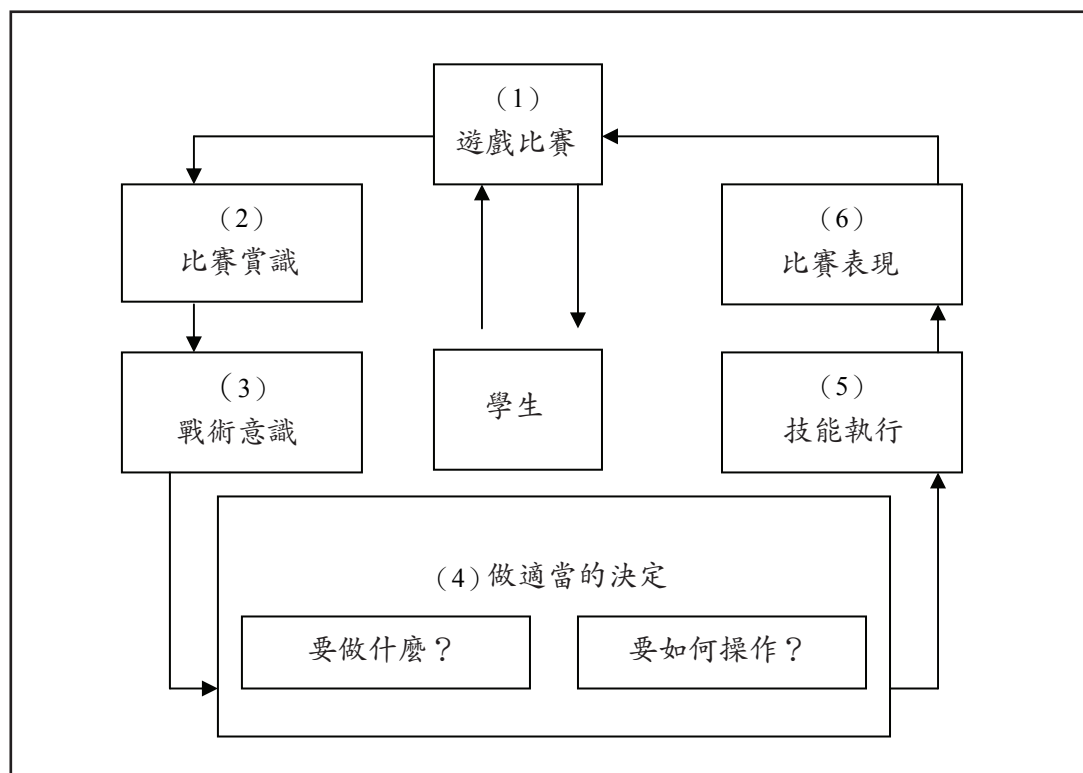 （1）
遊戲比賽
（2）
比賽賞識
（3）
戰術意識
學生
（4）做適當的決定
要做什麼？
要如何操作？
（5）
技能執行
（6）
比賽表現